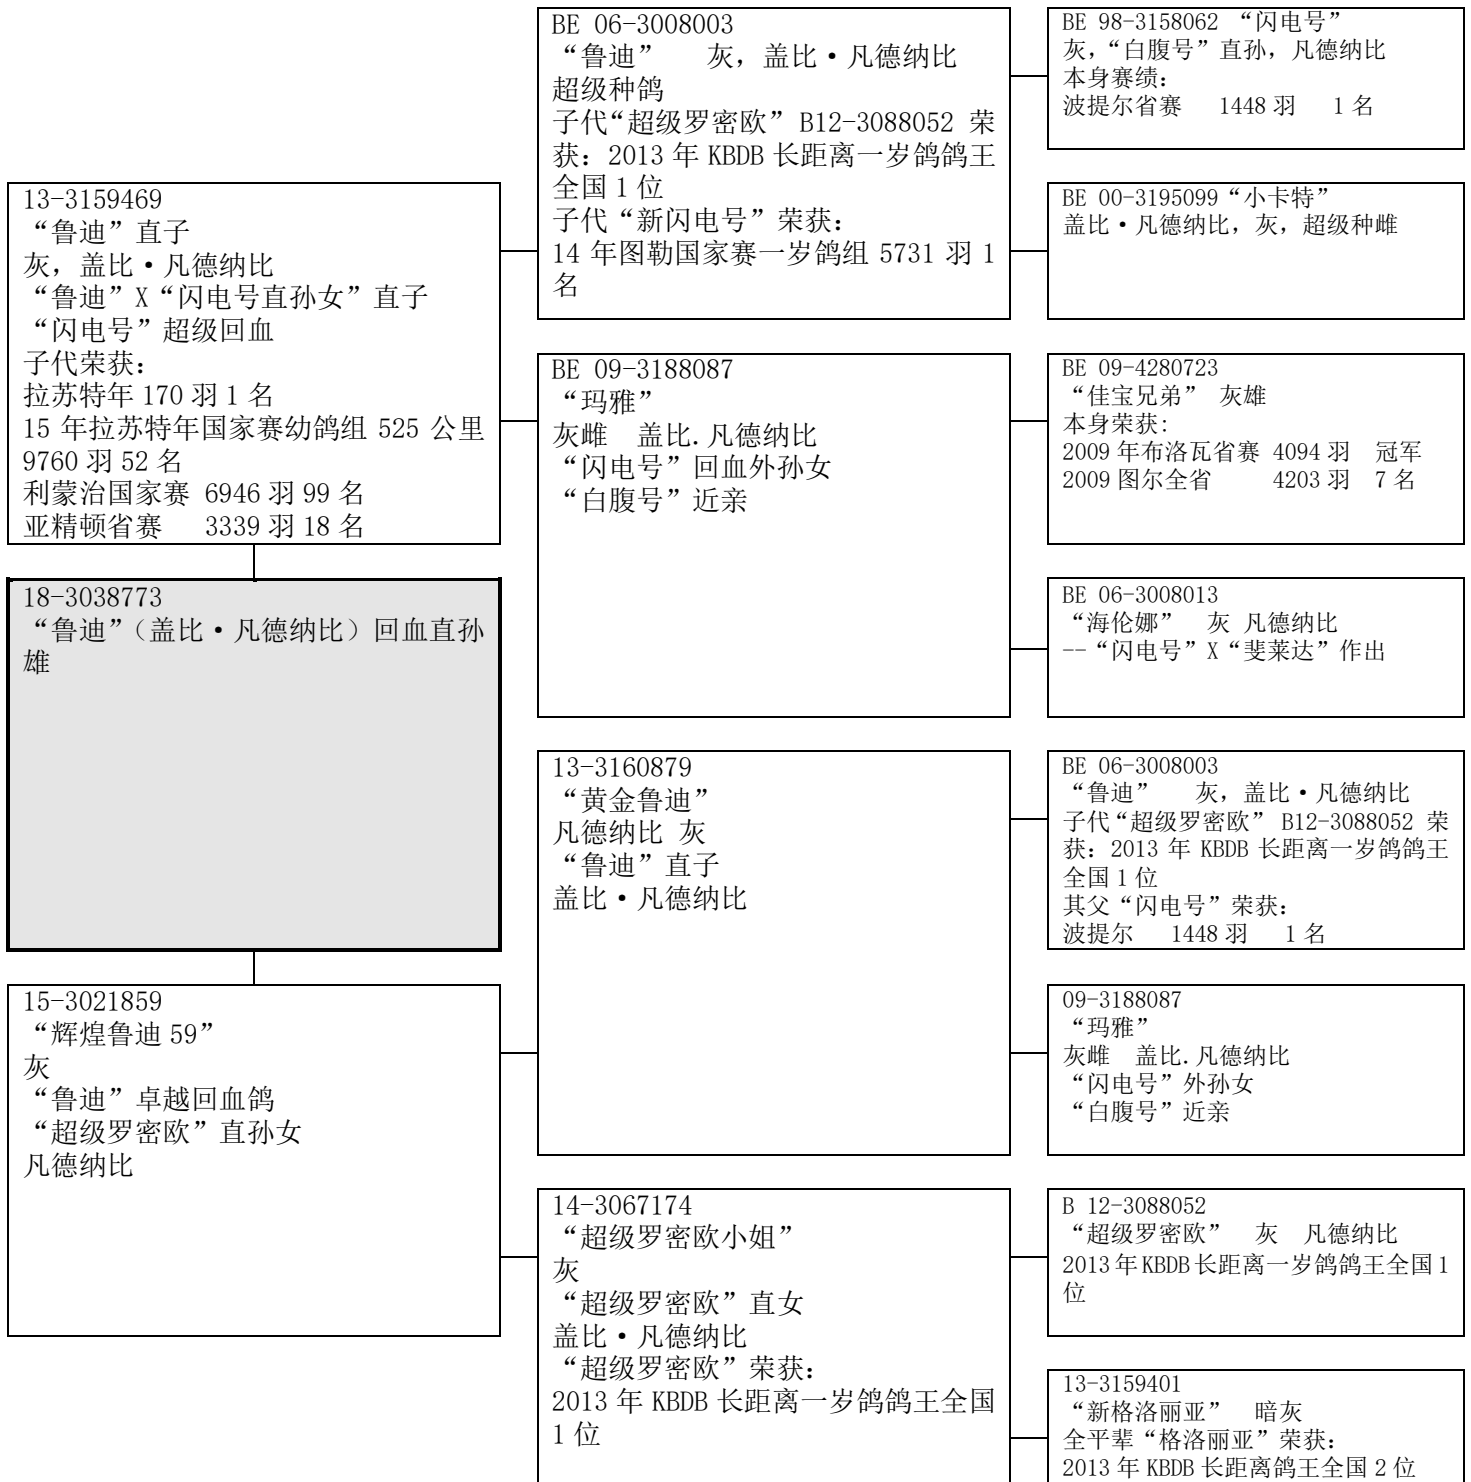 13-3159469
“鲁迪”直子
灰，盖比·凡德纳比
“鲁迪”X“闪电号直孙女”直子
“闪电号”超级回血
子代荣获：
拉苏特年 170 羽 1 名
15 年拉苏特年国家赛幼鸽组 525 公里
9760 羽 52 名
利蒙治国家赛 6946 羽 99 名
亚精顿省赛 3339 羽 18 名
18-3038773
“鲁迪”（盖比·凡德纳比）回血直孙
雄
15-3021859
“辉煌鲁迪 59”
灰
“鲁迪”卓越回血鸽
“超级罗密欧”直孙女
凡德纳比
BE 06-3008003
“鲁迪” 灰，盖比·凡德纳比
超级种鸽
子代“超级罗密欧” B12-3088052 荣
获：2013 年 KBDB 长距离一岁鸽鸽王
全国 1 位
子代“新闪电号”荣获：
14 年图勒国家赛一岁鸽组 5731 羽 1
名
BE 09-3188087
“玛雅”
灰雌 盖比.凡德纳比
“闪电号”回血外孙女
“白腹号”近亲
13-3160879
“黄金鲁迪”
凡德纳比 灰
“鲁迪”直子
盖比·凡德纳比
14-3067174
“超级罗密欧小姐”
灰
“超级罗密欧”直女
盖比·凡德纳比
“超级罗密欧”荣获：
2013 年 KBDB 长距离一岁鸽鸽王全国
1 位
BE 98-3158062 “闪电号”
灰，“白腹号”直孙，凡德纳比
本身赛绩：
波提尔省赛 1448 羽 1 名
BE 00-3195099“小卡特”
盖比·凡德纳比，灰，超级种雌
BE 09-4280723
“佳宝兄弟” 灰雄
本身荣获:
2009 年布洛瓦省赛 4094 羽 冠军
2009 图尔全省 4203 羽 7 名
BE 06-3008013
“海伦娜” 灰 凡德纳比
--“闪电号”X“斐莱达”作出
BE 06-3008003
“鲁迪” 灰，盖比·凡德纳比
子代“超级罗密欧” B12-3088052 荣
获：2013 年 KBDB 长距离一岁鸽鸽王
全国 1 位
其父“闪电号”荣获：
波提尔 1448 羽 1 名
09-3188087
“玛雅”
灰雌 盖比.凡德纳比
“闪电号”外孙女
“白腹号”近亲
B 12-3088052
“超级罗密欧” 灰 凡德纳比
2013 年 KBDB 长距离一岁鸽鸽王全国 1
位
13-3159401
“新格洛丽亚” 暗灰
全平辈“格洛丽亚”荣获：
2013 年 KBDB 长距离鸽王全国 2 位